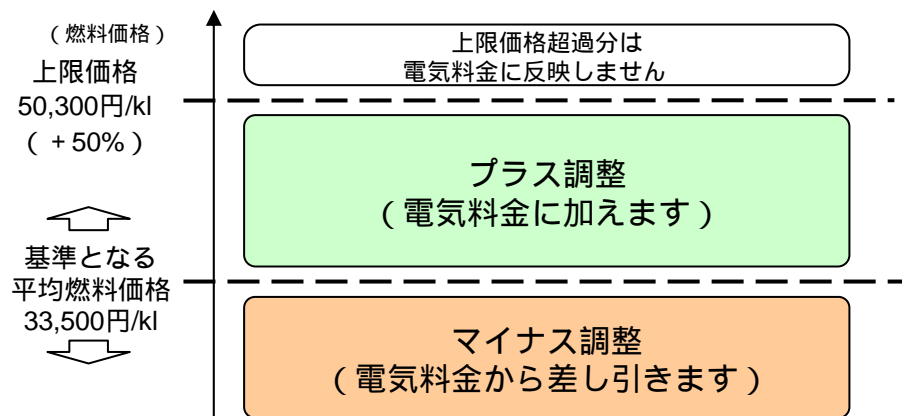 （燃料価格）
上限価格
50,300円/kl
（＋50%）
基準となる
平均燃料価格
33,500円/kl
上限価格超過分は
電気料金に反映しません
プラス調整
（電気料金に加えます）
マイナス調整
（電気料金から差し引きます）